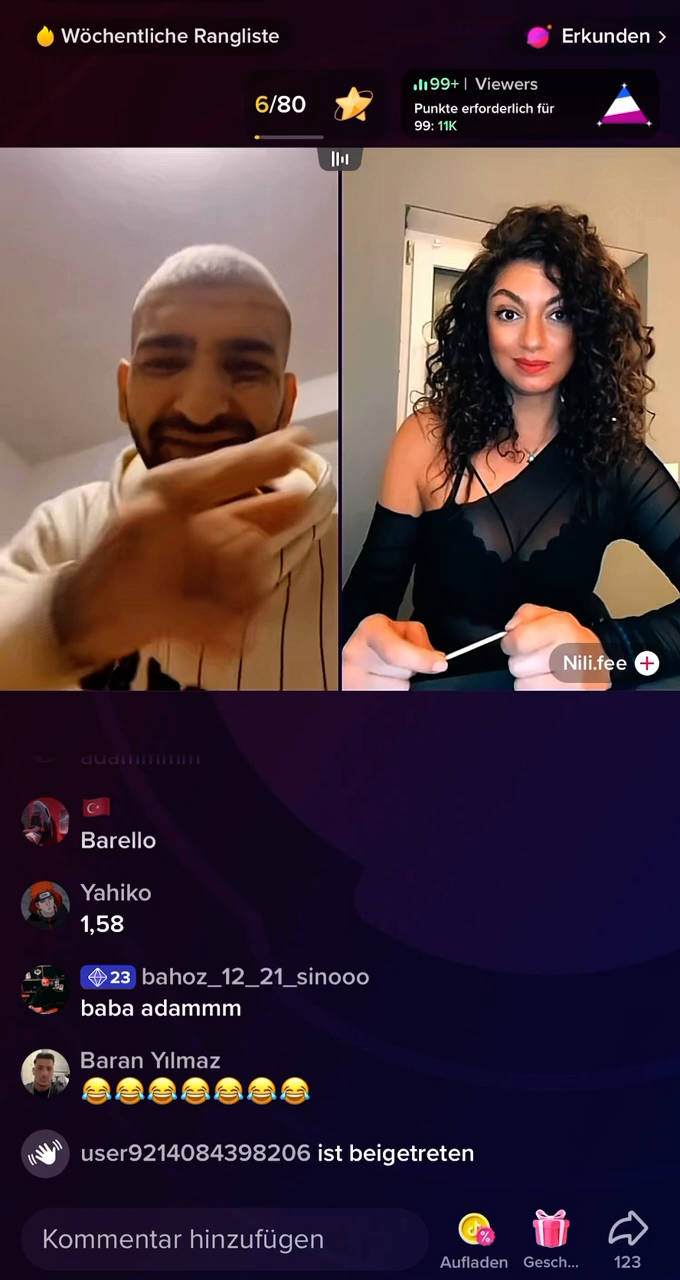 Wöchentliche Rangliste
Erkunden >
6/80
99+ | Viewers
Punkte erforderlich für
99: 11K
Nili.fee +
adammmm
Barello
Yahiko
1,58
23 bahoz_12_21_sinooo
baba adammm
Baran Yılmaz
😂😂😂😂😂😂😂
user9214084398206 ist beigetreten
Kommentar hinzufügen
Aufladen
Gesch...
123